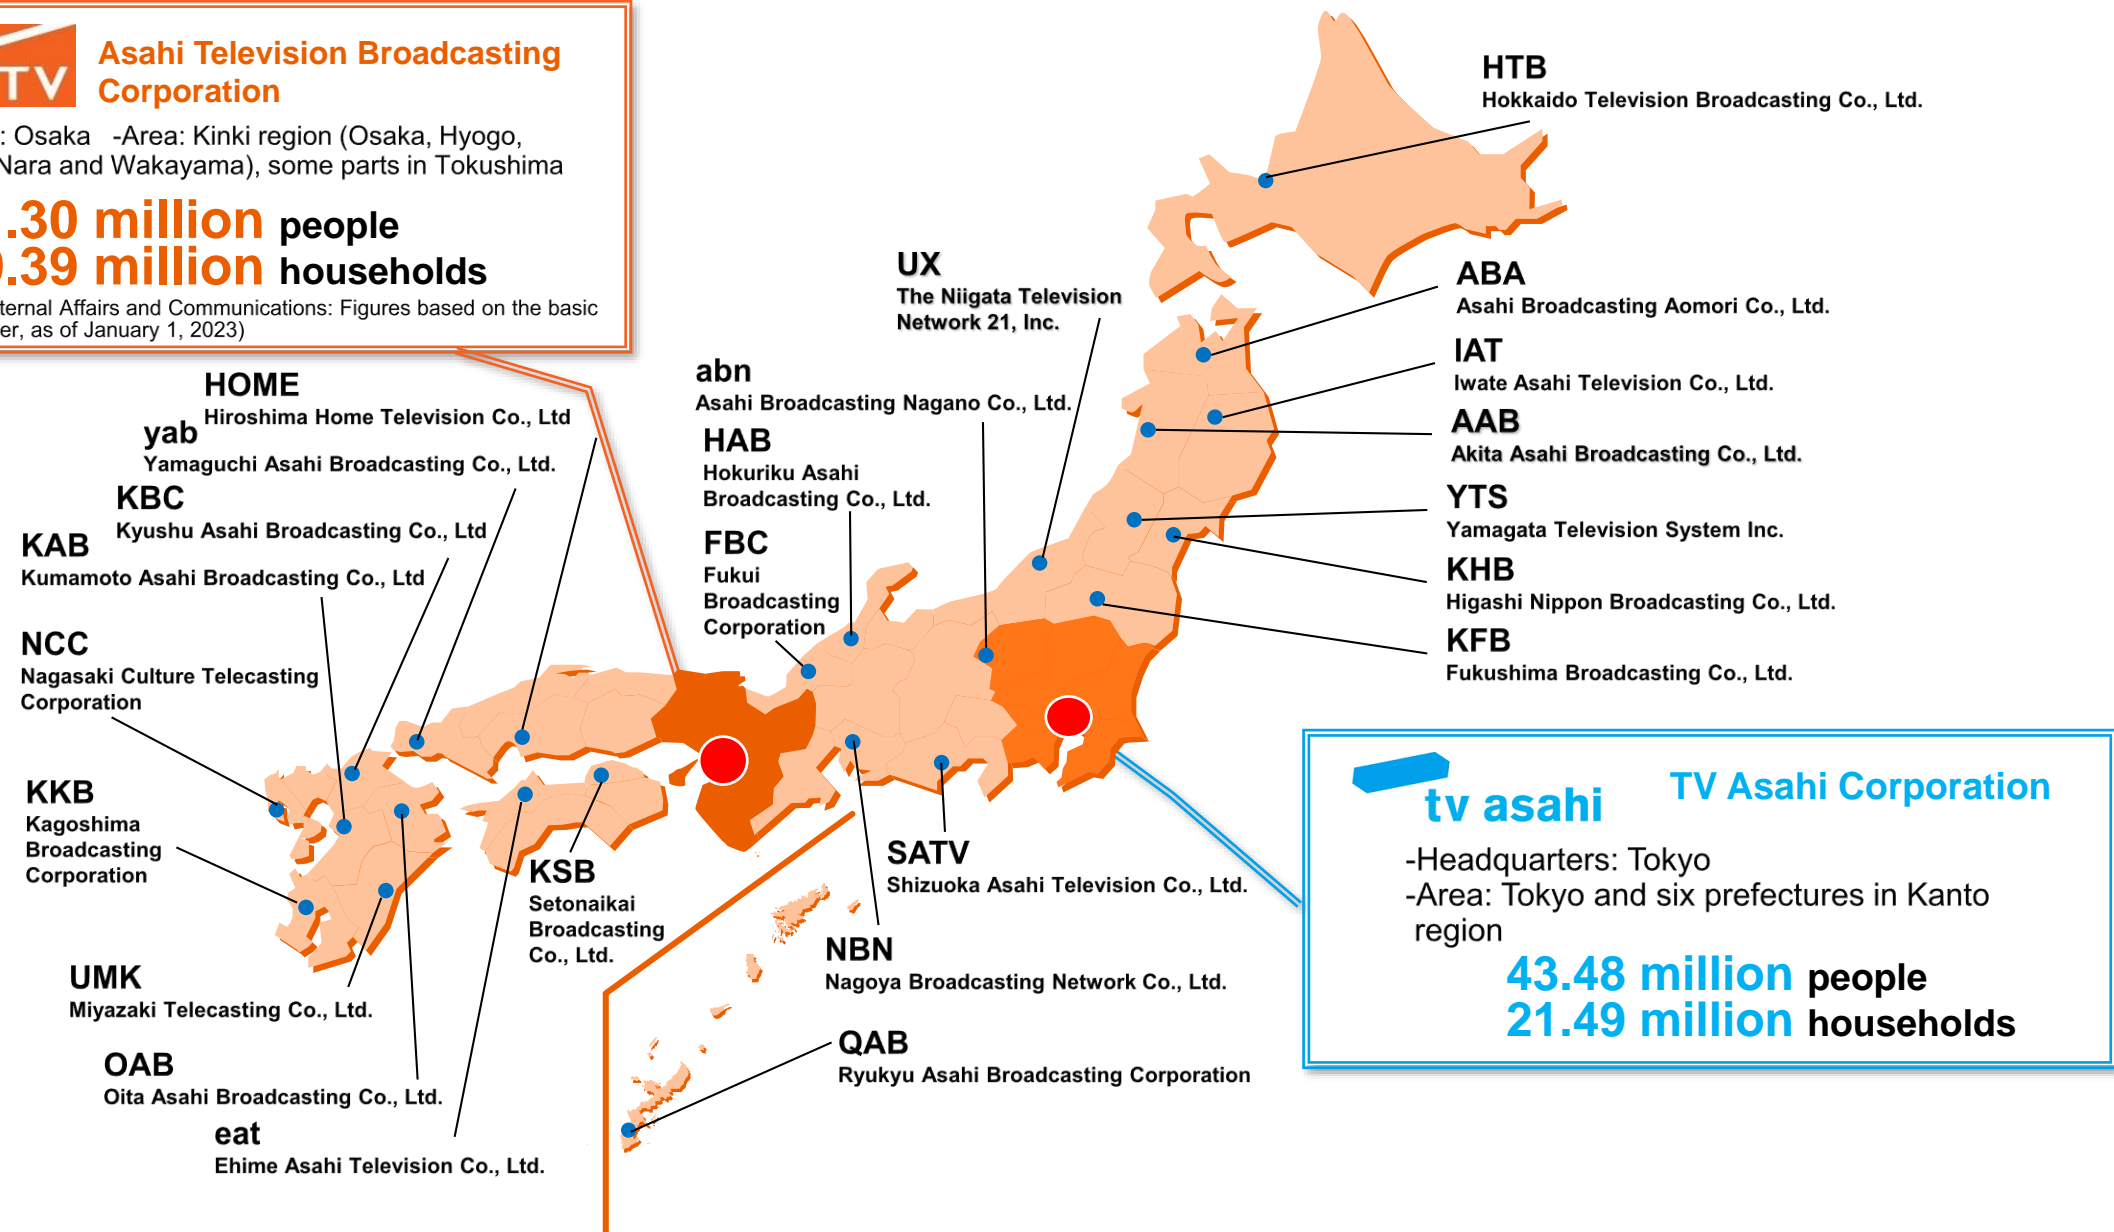 TV
Asahi Television Broadcasting
Corporation
: Osaka -Area: Kinki region (Osaka, Hyogo,
Nara and Wakayama), some parts in Tokushima
.30 million people
.39 million households
ternal Affairs and Communications: Figures based on the basic
er, as of January 1, 2023)
HTB
Hokkaido Television Broadcasting Co., Ltd.
UX
The Niigata Television
Network 21, Inc.
ABA
Asahi Broadcasting Aomori Co., Ltd.
IAT
Iwate Asahi Television Co., Ltd.
AAB
Akita Asahi Broadcasting Co., Ltd.
YTS
Yamagata Television System Inc.
KHB
Higashi Nippon Broadcasting Co., Ltd.
KFB
Fukushima Broadcasting Co., Ltd.
abn
Asahi Broadcasting Nagano Co., Ltd.
HAB
Hokuriku Asahi
Broadcasting Co., Ltd.
FBC
Fukui
Broadcasting
Corporation
HOME
Hiroshima Home Television Co., Ltd
yab
Yamaguchi Asahi Broadcasting Co., Ltd.
KBC
Kyushu Asahi Broadcasting Co., Ltd
KAB
Kumamoto Asahi Broadcasting Co., Ltd
NCC
Nagasaki Culture Telecasting
Corporation
KKB
Kagoshima
Broadcasting
Corporation
UMK
Miyazaki Telecasting Co., Ltd.
OAB
Oita Asahi Broadcasting Co., Ltd.
eat
Ehime Asahi Television Co., Ltd.
KSB
Setonaikai
Broadcasting
Co., Ltd.
SATV
Shizuoka Asahi Television Co., Ltd.
NBN
Nagoya Broadcasting Network Co., Ltd.
QAB
Ryukyu Asahi Broadcasting Corporation
tv asahi
TV Asahi Corporation
-Headquarters: Tokyo
-Area: Tokyo and six prefectures in Kanto
region
43.48 million people
21.49 million households